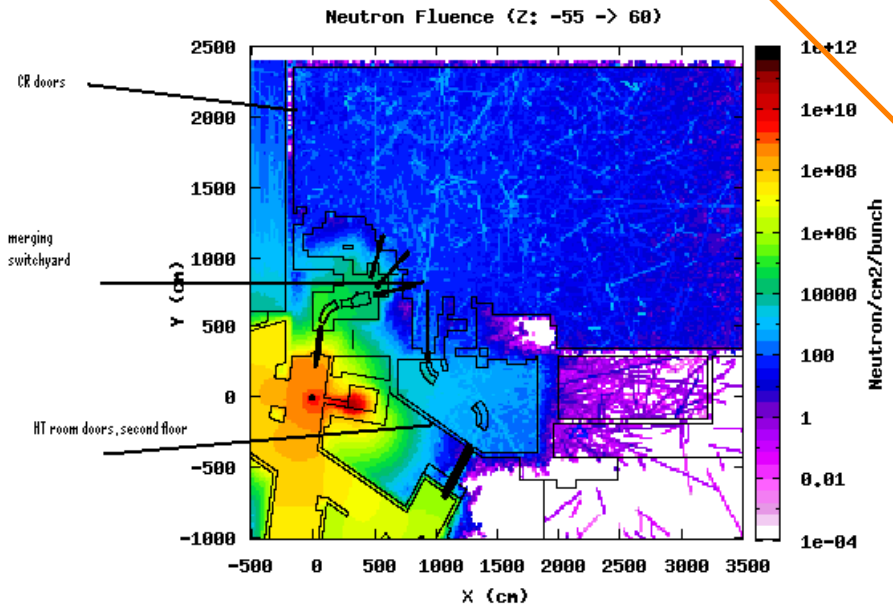 Neutron Fluence (Z: -55 -> 60)
CR doors
merging
switchyard
HT room doors, second floor
Y (cm)
2500
2000
1500
1000
500
0
-500
-1000
-500 0 500 1000 1500 2000 2500 3000 3500
X (cm)
1e+12
1e+10
1e+08
1e+06
10000
100
1
0.01
1e-04
Neutron/cm2/bunch